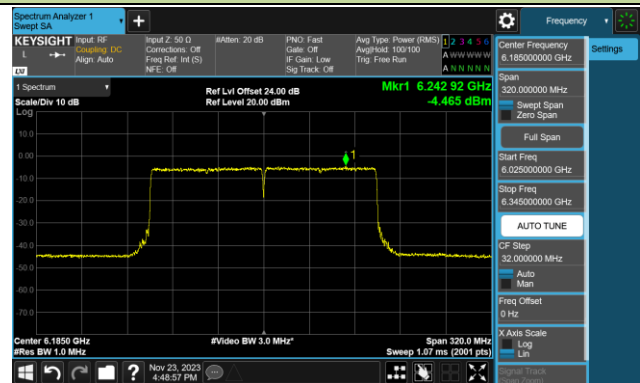 Spectrum Analyzer 1
Swept SA
Frequency
KEYSIGHT
L
LXI
Input: RF
Coupling: DC
Align: Auto
Input Z: 50 Ω
Corrections: Off
Freq Ref: Int (S)
NFE: Off
#Atten: 20 dB
PNO: Fast
Gate: Off
IF Gain: Low
Sig Track: Off
Avg Type: Power (RMS)
Avg|Hold: 100/100
Trig: Free Run
1 2 3 4 5 6
A W W W W W
A N N N N N
1 Spectrum
Scale/Div 10 dB
Log
Ref Lvl Offset 24.00 dB
Ref Level 20.00 dBm
Mkr1 6.242 92 GHz
-4.465 dBm
10.0
0.00
-10.0
-20.0
-30.0
-40.0
-50.0
-60.0
-70.0
1
Center 6.1850 GHz
#Res BW 1.0 MHz
#Video BW 3.0 MHz*
Span 320.0 MHz
Sweep 1.07 ms (2001 pts)
Nov 23, 2023
4:48:57 PM
Center Frequency
6.185000000 GHz
Settings
Span
320.000000 MHz
Swept Span
Zero Span
Full Span
Start Freq
6.025000000 GHz
Stop Freq
6.345000000 GHz
AUTO TUNE
CF Step
32.000000 MHz
Auto
Man
Freq Offset
0 Hz
X Axis Scale
Log
Lin
Signal Track